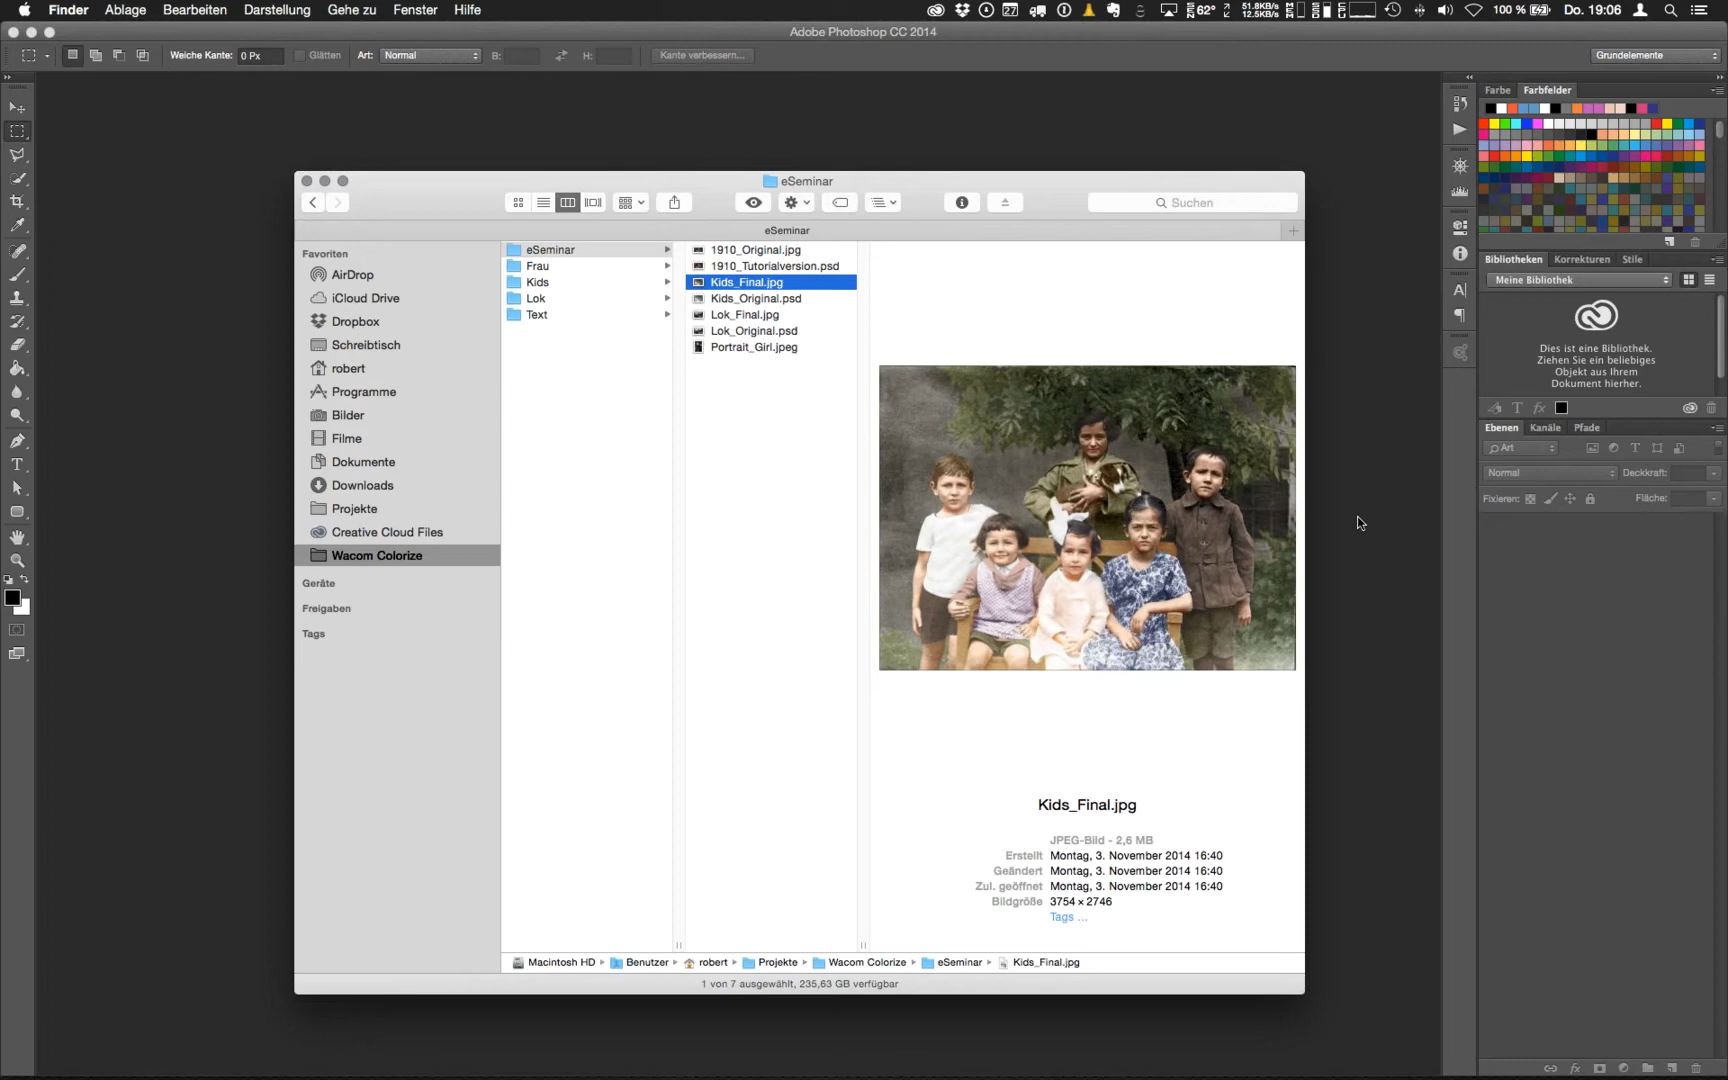 Finder Ablage Bearbeiten Darstellung Gehe zu Fenster Hilfe
27 62° 51.8KB/s 12.5KB/s 100 % Do. 19:06
Adobe Photoshop CC 2014
Weiche Kante: 0 Px Glätten Art: Normal B: H: Kante verbessern... Grundelemente
Farbe Farbfelder
eSeminar
Suchen
eSeminar
Favoriten
AirDrop
iCloud Drive
Dropbox
Schreibtisch
robert
Programme
Bilder
Filme
Dokumente
Downloads
Projekte
Creative Cloud Files
Wacom Colorize
Geräte
Freigaben
Tags
eSeminar
Frau
Kids
Lok
Text
1910_Original.jpg
1910_Tutorialversion.psd
Kids_Final.jpg
Kids_Original.psd
Lok_Final.jpg
Lok_Original.psd
Portrait_Girl.jpeg
Kids_Final.jpg
JPEG-Bild - 2,6 MB
Erstellt Montag, 3. November 2014 16:40
Geändert Montag, 3. November 2014 16:40
Zul. geöffnet Montag, 3. November 2014 16:40
Bildgröße 3754 × 2746
Tags ...
Macintosh HD Benutzer robert Projekte Wacom Colorize eSeminar Kids_Final.jpg
1 von 7 ausgewählt, 235,63 GB verfügbar
Bibliotheken Korrekturen Stile
Meine Bibliothek
Dies ist eine Bibliothek.
Ziehen Sie ein beliebiges
Objekt aus Ihrem
Dokument hierher.
Ebenen Kanäle Pfade
Art
Normal Deckkraft:
Fixieren: Fläche: